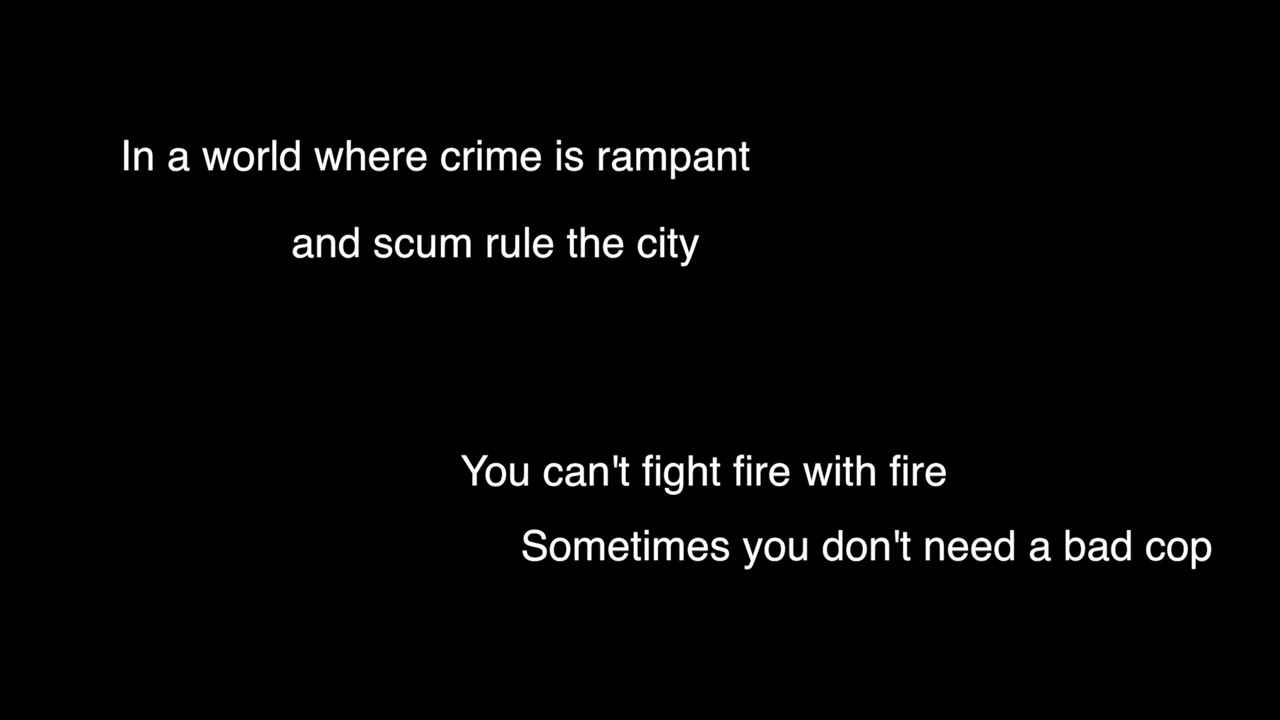 In a world where crime is rampant
and scum rule the city
You can't fight fire with fire
Sometimes you don't need a bad cop